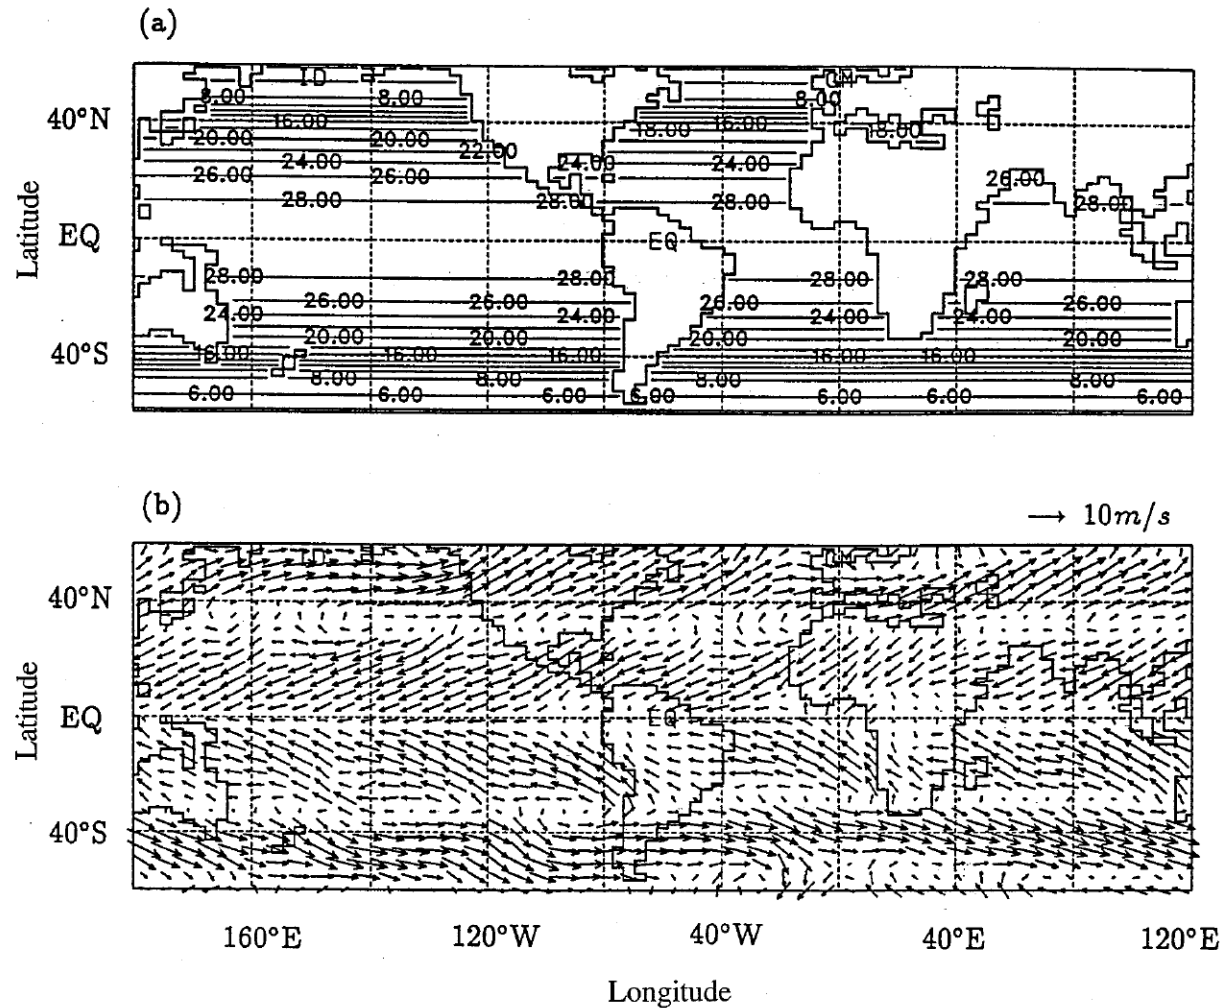 (a)
ID GM
8.00 8.00 8.00
40°N 16.00 18.00 16.00 18.00
20.00 20.00 22.00
24.00 24.00 24.00
26.00 26.00 26.00
28.00 28.00 28.00 28.00
Latitude
EQ EQ
28.00 28.00 28.00 28.00
26.00 26.00 26.00 26.00
24.00 24.00 24.00 24.00
20.00 20.00 20.00 20.00
40°S 16.00 16.00 16.00 16.00
8.00 8.00 8.00 8.00
6.00 6.00 6.00 6.00 6.00 6.00 6.00
(b)
10m/s
40°N
Latitude
EQ EQ
40°S
160°E 120°W 40°W 40°E 120°E
Longitude